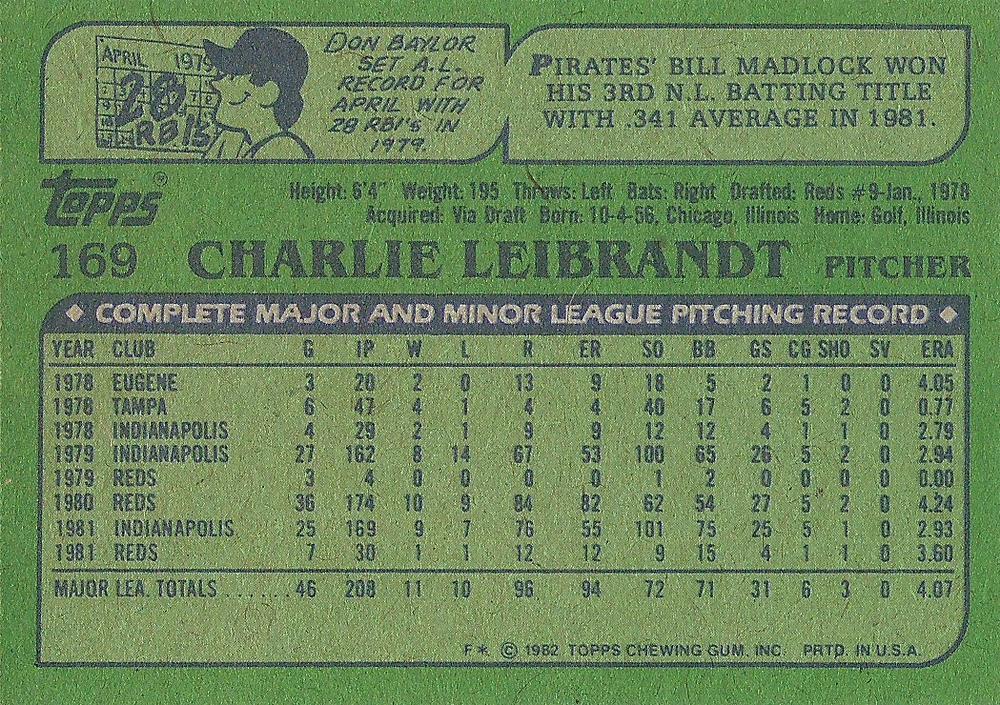 APRIL 1979
28
RBI's
DON BAYLOR
SET A.L.
RECORD FOR
APRIL WITH
28 RBI's IN
1979.
PIRATES' BILL MADLOCK WON
HIS 3RD N.L. BATTING TITLE
WITH .341 AVERAGE IN 1981.
Topps®
Height: 6'4" Weight: 195 Throws: Left Bats: Right Drafted: Reds #9-Jan., 1978
Acquired: Via Draft Born: 10-4-56, Chicago, Illinois Home: Golf, Illinois
169 CHARLIE LEIBRANDT PITCHER
◆ COMPLETE MAJOR AND MINOR LEAGUE PITCHING RECORD ◆
YEAR CLUB G IP W L R ER SO BB GS CG SHO SV ERA
1978 EUGENE 3 20 2 0 13 9 18 5 2 1 0 0 4.05
1978 TAMPA 6 47 4 1 4 4 40 17 6 5 2 0 0.77
1978 INDIANAPOLIS 4 29 2 1 9 9 12 12 4 1 1 0 2.79
1979 INDIANAPOLIS 27 162 8 14 67 53 100 65 26 5 2 0 2.94
1979 REDS 3 4 0 0 0 0 1 2 0 0 0 0 0.00
1980 REDS 36 174 10 9 84 82 62 54 27 5 2 0 4.24
1981 INDIANAPOLIS 25 169 9 7 76 55 101 75 25 5 1 0 2.93
1981 REDS 7 30 1 1 12 12 9 15 4 1 1 0 3.60
MAJOR LEA. TOTALS ...... 46 208 11 10 96 94 72 71 31 6 3 0 4.07
F* © 1982 TOPPS CHEWING GUM, INC. PRTD. IN U.S.A.